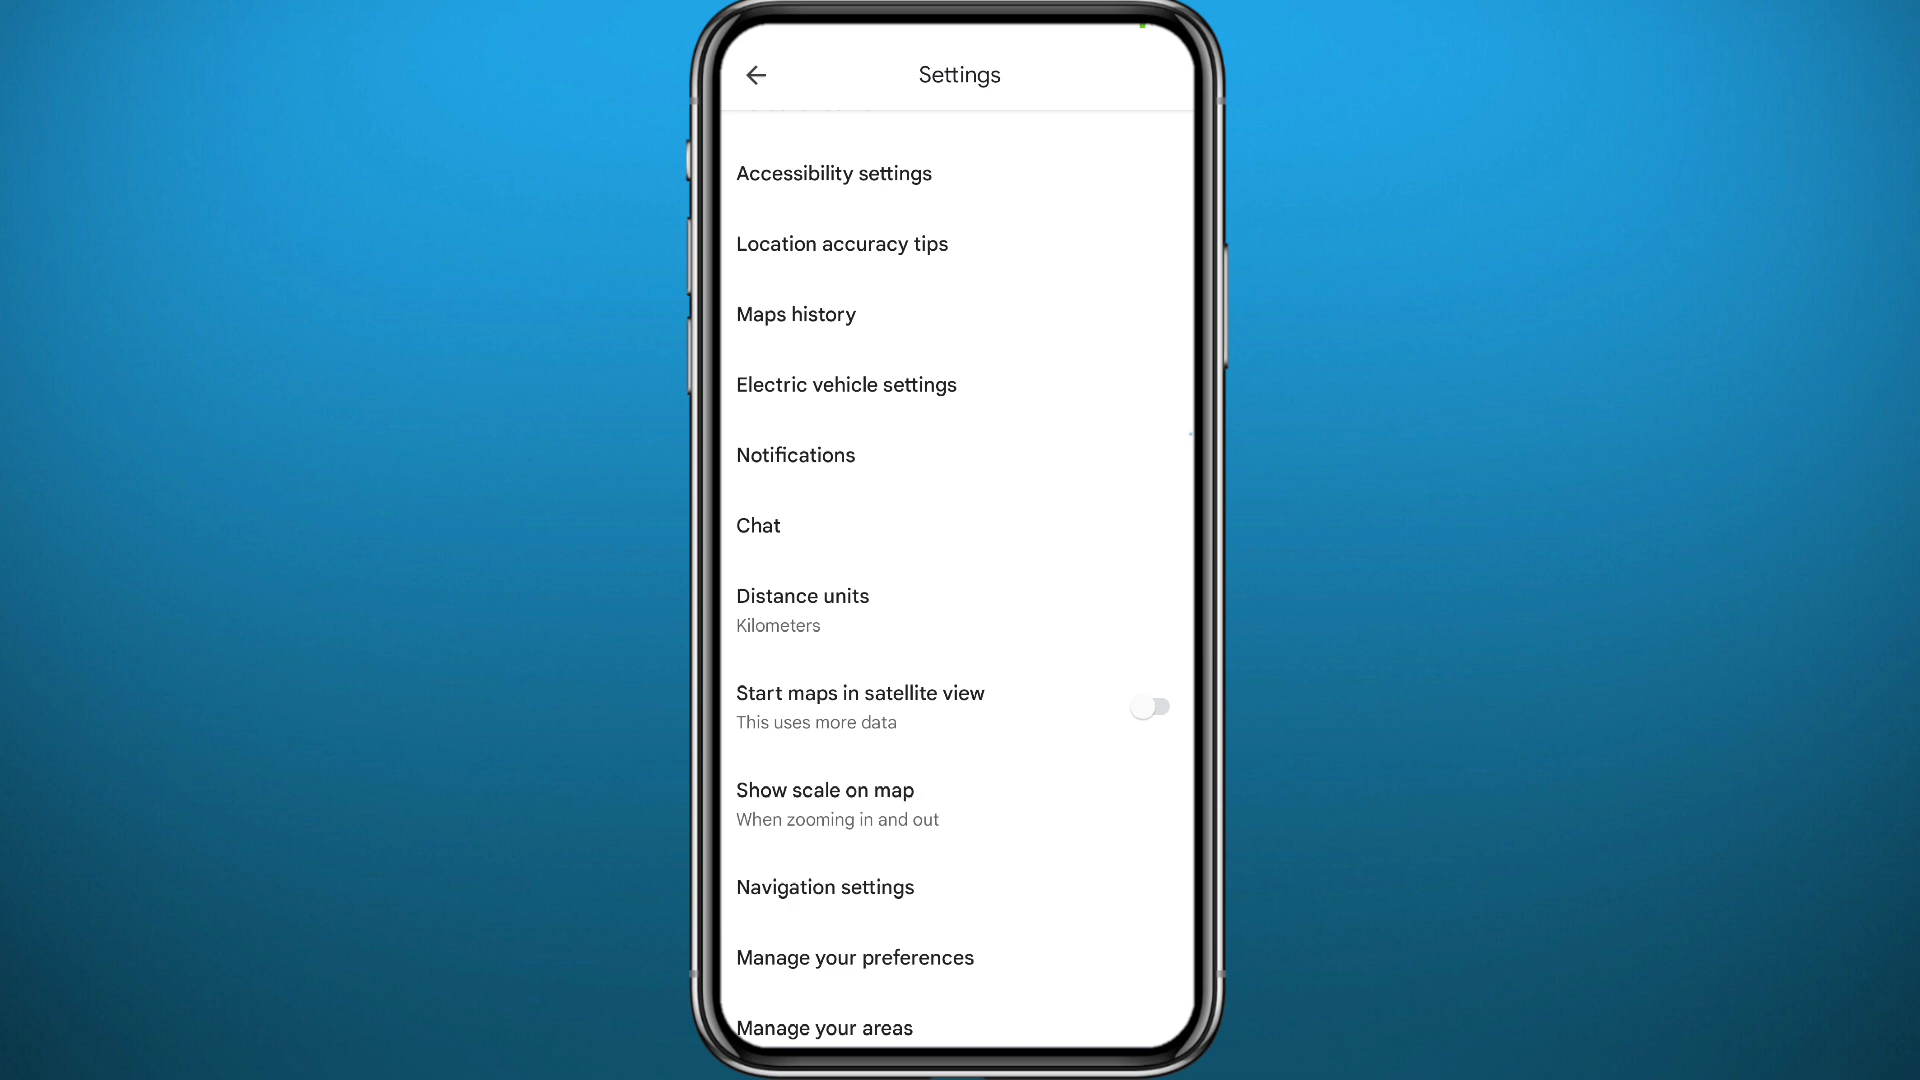 Settings
Accessibility settings
Location accuracy tips
Maps history
Electric vehicle settings
Notifications
Chat
Distance units
Kilometers
Start maps in satellite view
This uses more data
Show scale on map
When zooming in and out
Navigation settings
Manage your preferences
Manage your areas